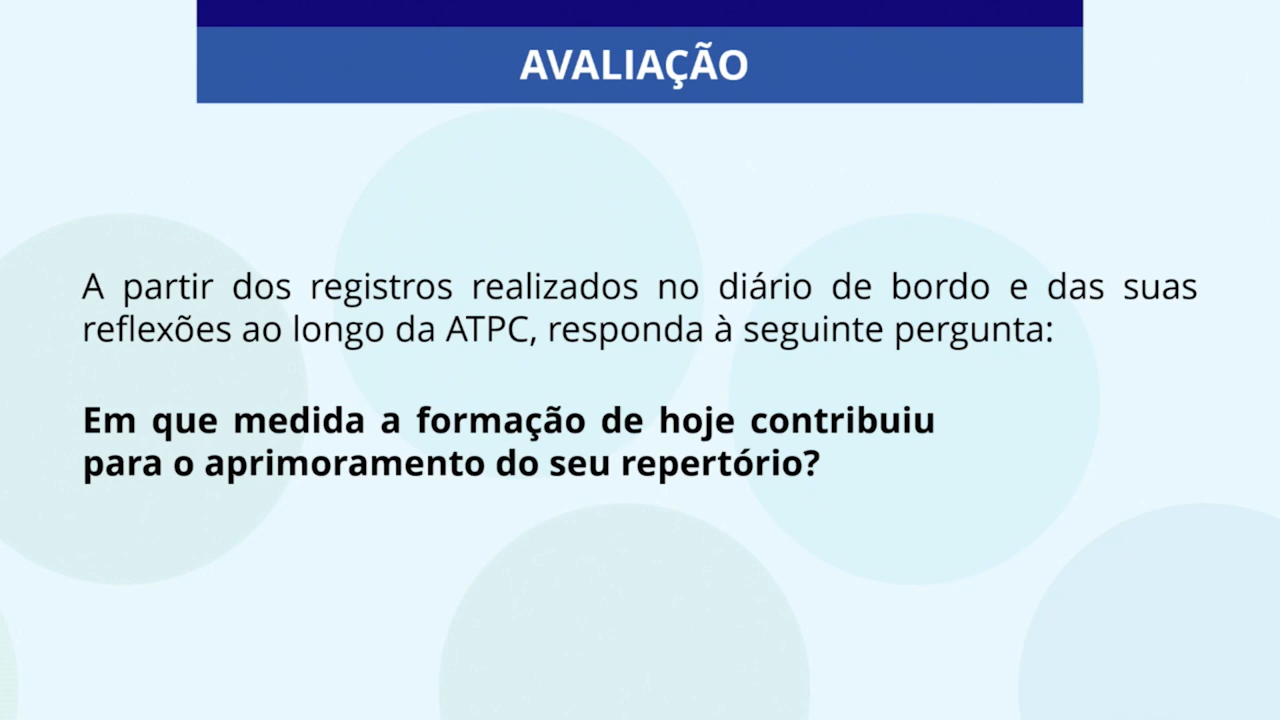 AVALIAÇÃO
A partir dos registros realizados no diário de bordo e das suas
reflexões ao longo da ATPC, responda à seguinte pergunta:
Em que medida a formação de hoje contribuiu
para o aprimoramento do seu repertório?